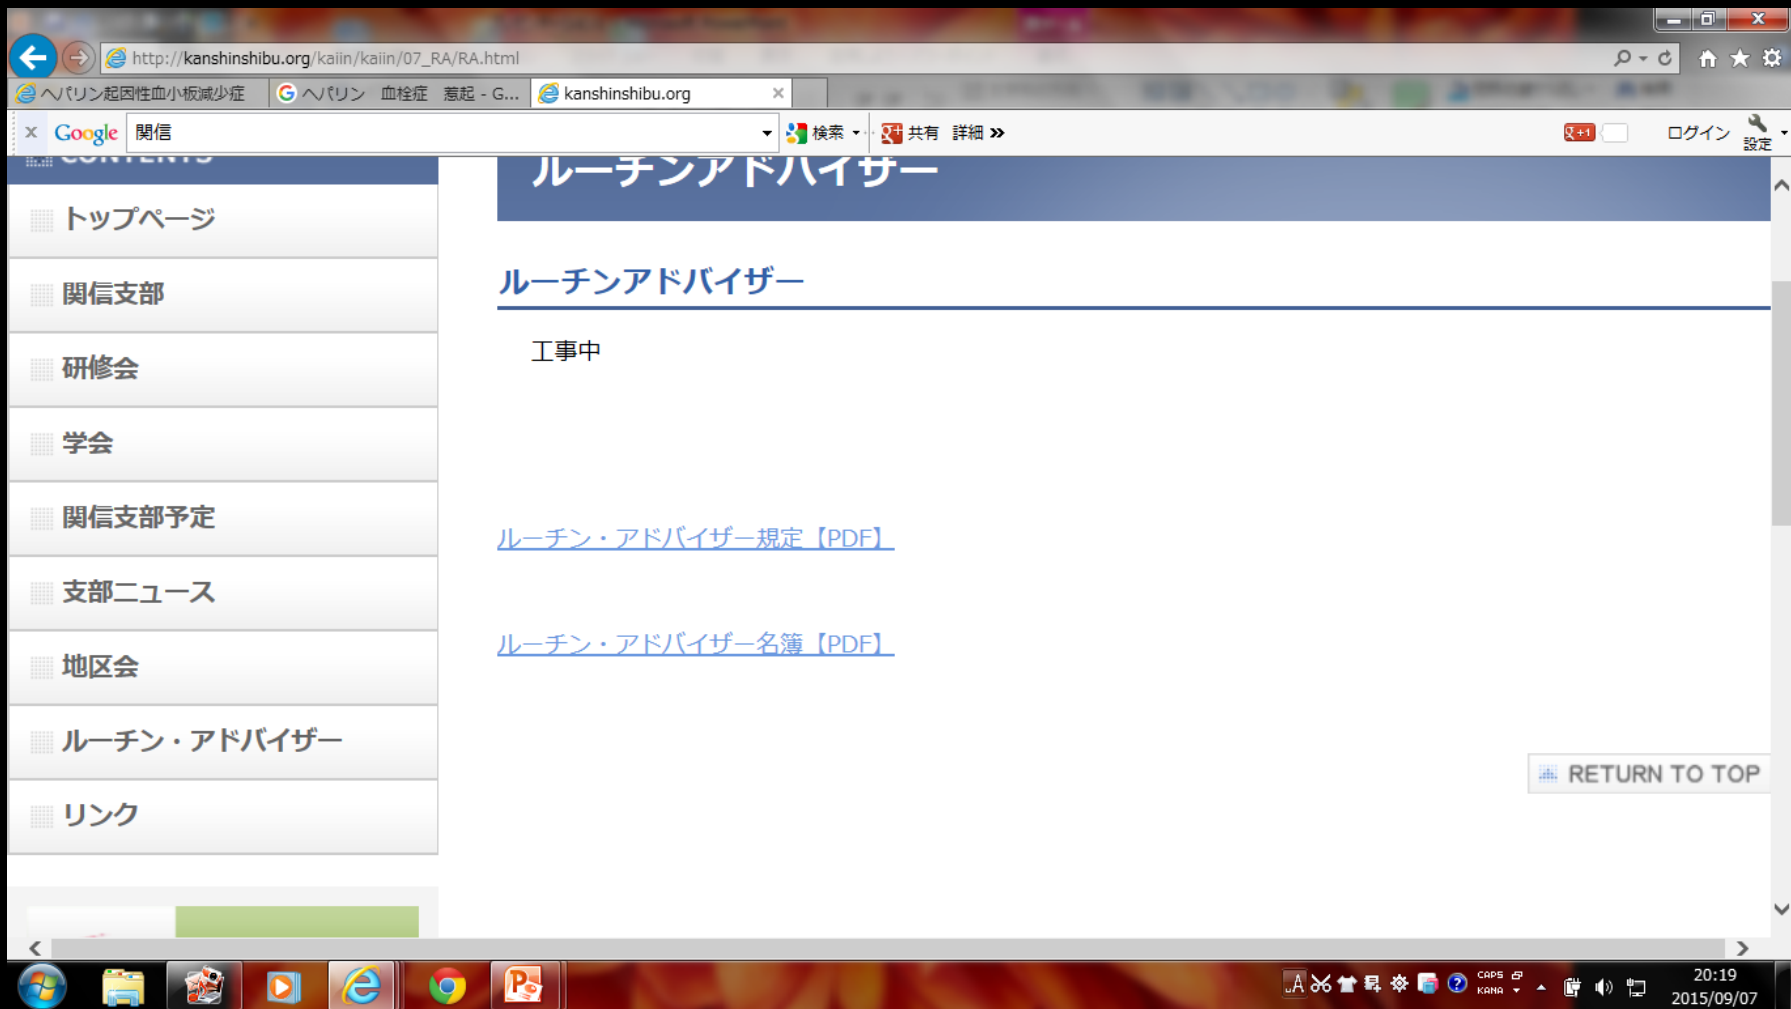 http://kanshinshibu.org/kaiin/kaiin/07_RA/RA.html
ヘパリン起因性血小板減少症
ヘパリン 血栓症 惹起 - G...
kanshinshibu.org
Google 関信 検索 共有 詳細 ログイン 設定
CONTENTS
トップページ
関信支部
研修会
学会
関信支部予定
支部ニュース
地区会
ルーチン・アドバイザー
リンク
ルーチンアドバイザー
ルーチンアドバイザー
工事中
ルーチン・アドバイザー規定【PDF】
ルーチン・アドバイザー名簿【PDF】
RETURN TO TOP
A
CAPS
KANA
20:19
2015/09/07